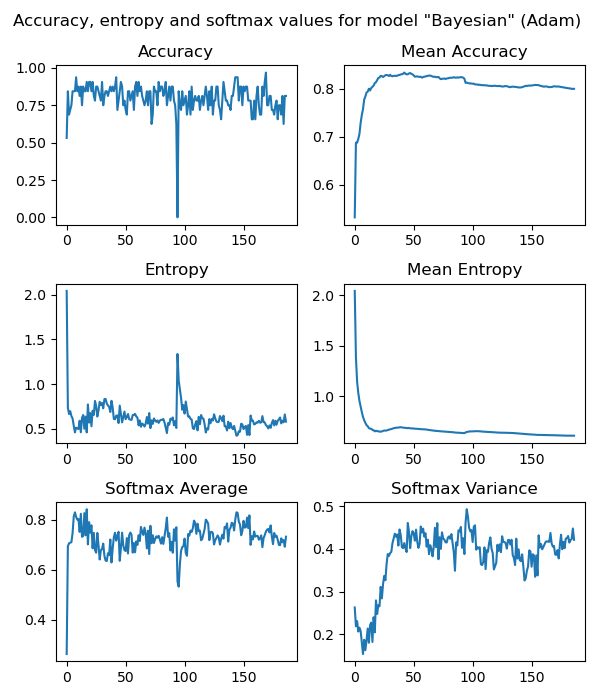 Accuracy, entropy and softmax values for model "Bayesian" (Adam)
Accuracy
Mean Accuracy
1.00
0.75
0.50
0.25
0.00
0 50 100 150
0.8
0.7
0.6
0 50 100 150
Entropy
Mean Entropy
2.0
1.5
1.0
0.5
0 50 100 150
2.0
1.5
1.0
0 50 100 150
Softmax Average
Softmax Variance
0.8
0.6
0.4
0 50 100 150
0.5
0.4
0.3
0.2
0 50 100 150